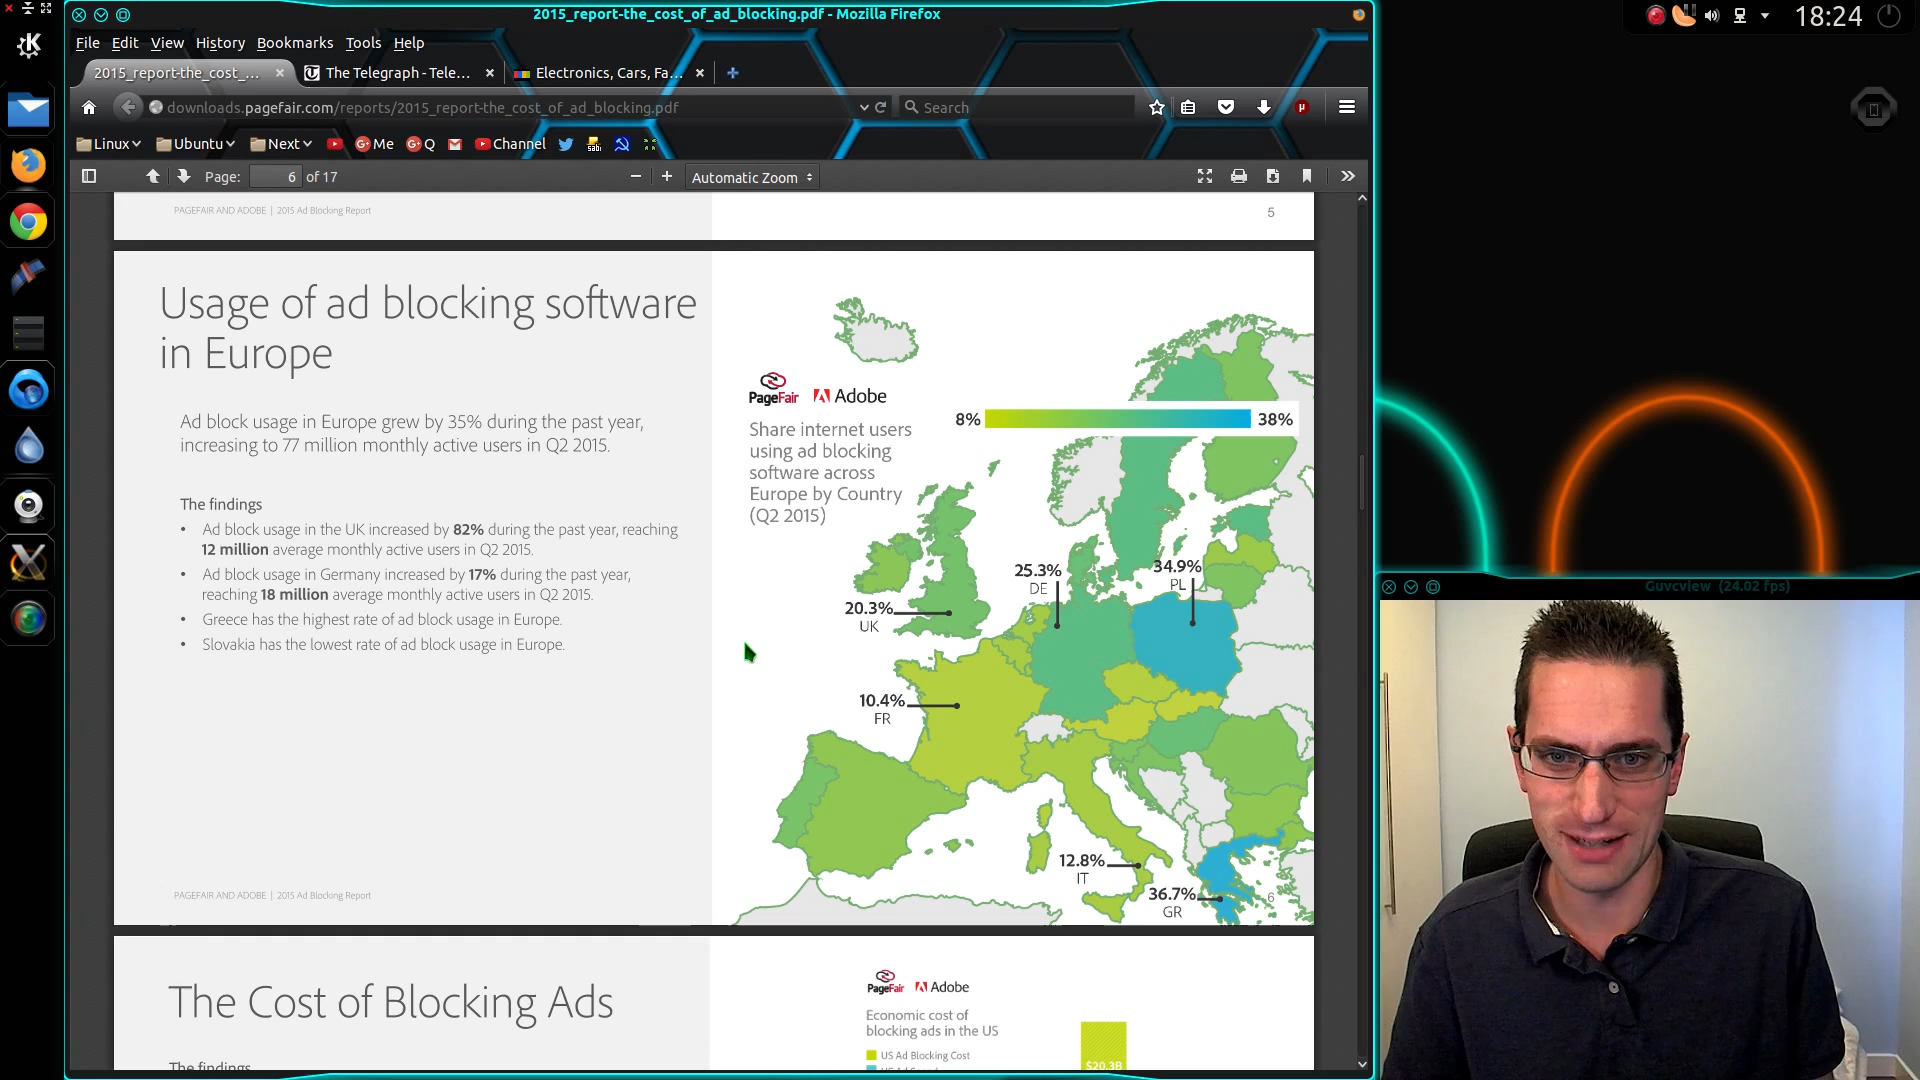 2015_report-the_cost_of_ad_blocking.pdf - Mozilla Firefox
18:24
File Edit View History Bookmarks Tools Help
2015_report-the_cost_...
The Telegraph - Tele...
Electronics, Cars, Fa...
downloads.pagefair.com/reports/2015_report-the_cost_of_ad_blocking.pdf
Search
Linux
Ubuntu
Next
Me
Q
Channel
Page: 6 of 17
Automatic Zoom
PAGEFAIR AND ADOBE | 2015 Ad Blocking Report
5
Usage of ad blocking software
in Europe
Ad block usage in Europe grew by 35% during the past year,
increasing to 77 million monthly active users in Q2 2015.
The findings
• Ad block usage in the UK increased by 82% during the past year, reaching
12 million average monthly active users in Q2 2015.
• Ad block usage in Germany increased by 17% during the past year,
reaching 18 million average monthly active users in Q2 2015.
• Greece has the highest rate of ad block usage in Europe.
• Slovakia has the lowest rate of ad block usage in Europe.
PAGEFAIR AND ADOBE | 2015 Ad Blocking Report
PageFair Adobe
Share internet users
using ad blocking
software across
Europe by Country
(Q2 2015)
8% 38%
25.3%
DE
34.9%
PL
20.3%
UK
10.4%
FR
12.8%
IT
36.7%
GR
6
The Cost of Blocking Ads
The findings
PageFair Adobe
Economic cost of
blocking ads in the US
US Ad Blocking Cost
$20.3B
Guvcview (24.02 fps)